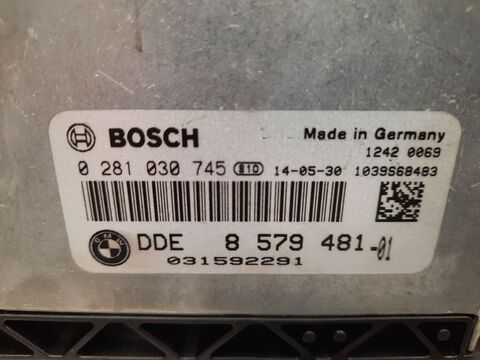 BOSCH Made in Germany
1242 0069
0 281 030 745 810 14-05-30 1039S68483
DDE 8 579 481-01
031592291